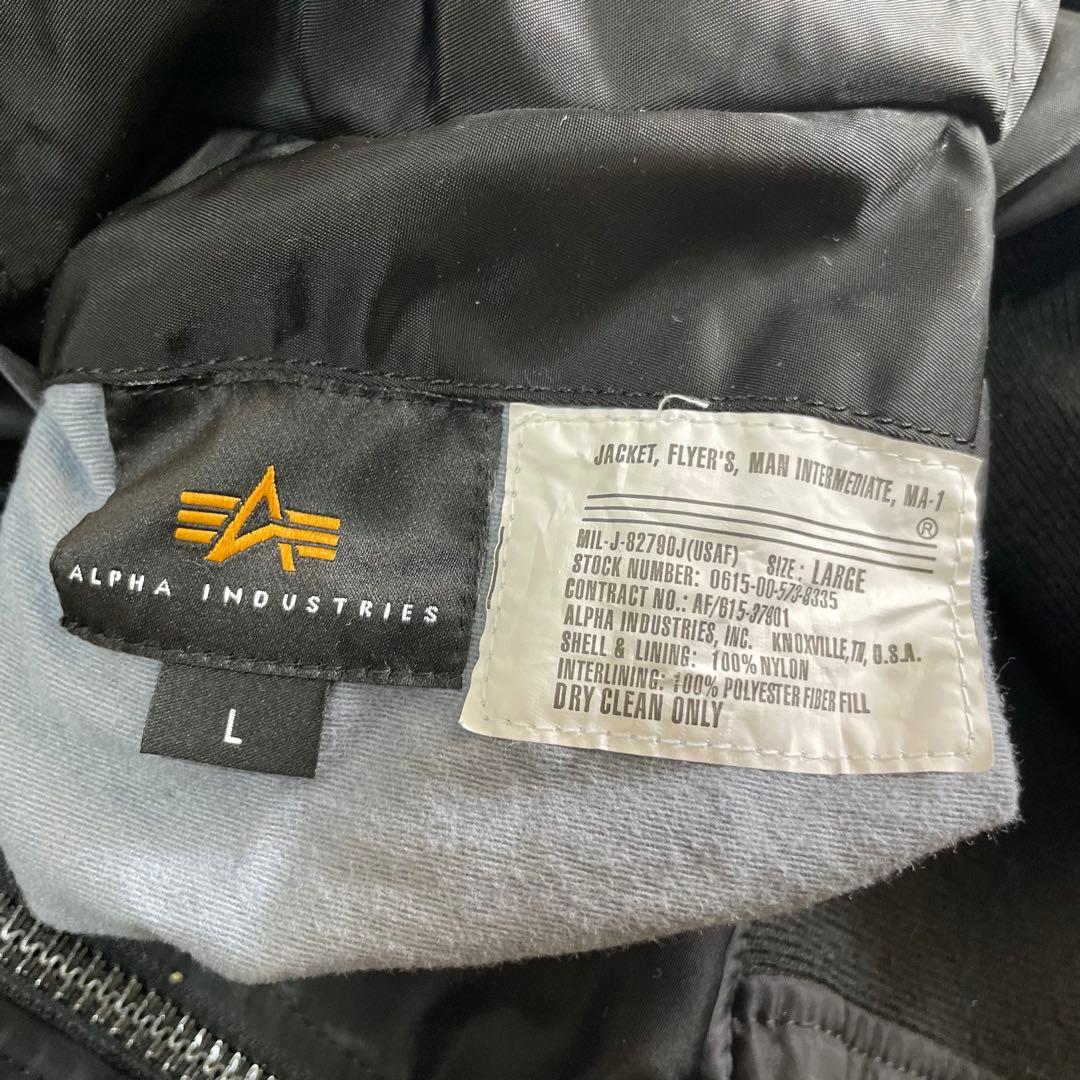 ALPHA INDUSTRIES
L
JACKET, FLYER'S, MAN INTERMEDIATE, MA-1
®
MIL-J-82790J(USAF) SIZE: LARGE
STOCK NUMBER: 0615-00-573-8335
CONTRACT NO.: AF/615-37901
ALPHA INDUSTRIES, INC. KNOXVILLE,TN, U.S.A.
SHELL & LINING: 100% NYLON
INTERLINING: 100% POLYESTER FIBER FILL
DRY CLEAN ONLY